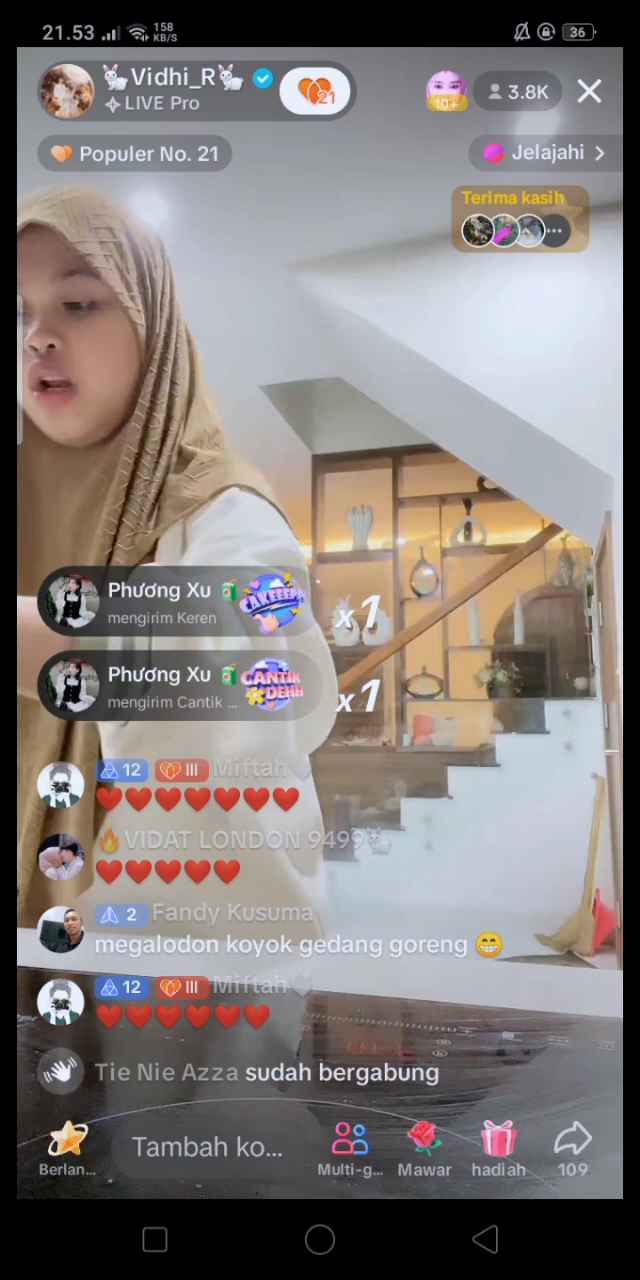 21.53
158 KB/S
36
🐇Vidhi_R🐇
LIVE Pro
21
10+
3.8K
Populer No. 21
Jelajahi
Terima kasih
Phương Xu
mengirim Keren
CAKEEEPP
x1
Phương Xu
mengirim Cantik ...
CANTIK DEHH
x1
12 III Miftah
❤️❤️❤️❤️❤️❤️❤️
🔥VIDAT LONDON 9499🐇
❤️❤️❤️❤️❤️
2 Fandy Kusuma
megalodon koyok gedang goreng 😁
12 III Miftah
❤️❤️❤️❤️❤️❤️
Tie Nie Azza sudah bergabung
Tambah ko...
Berlan...
Multi-g...
Mawar
hadiah
109